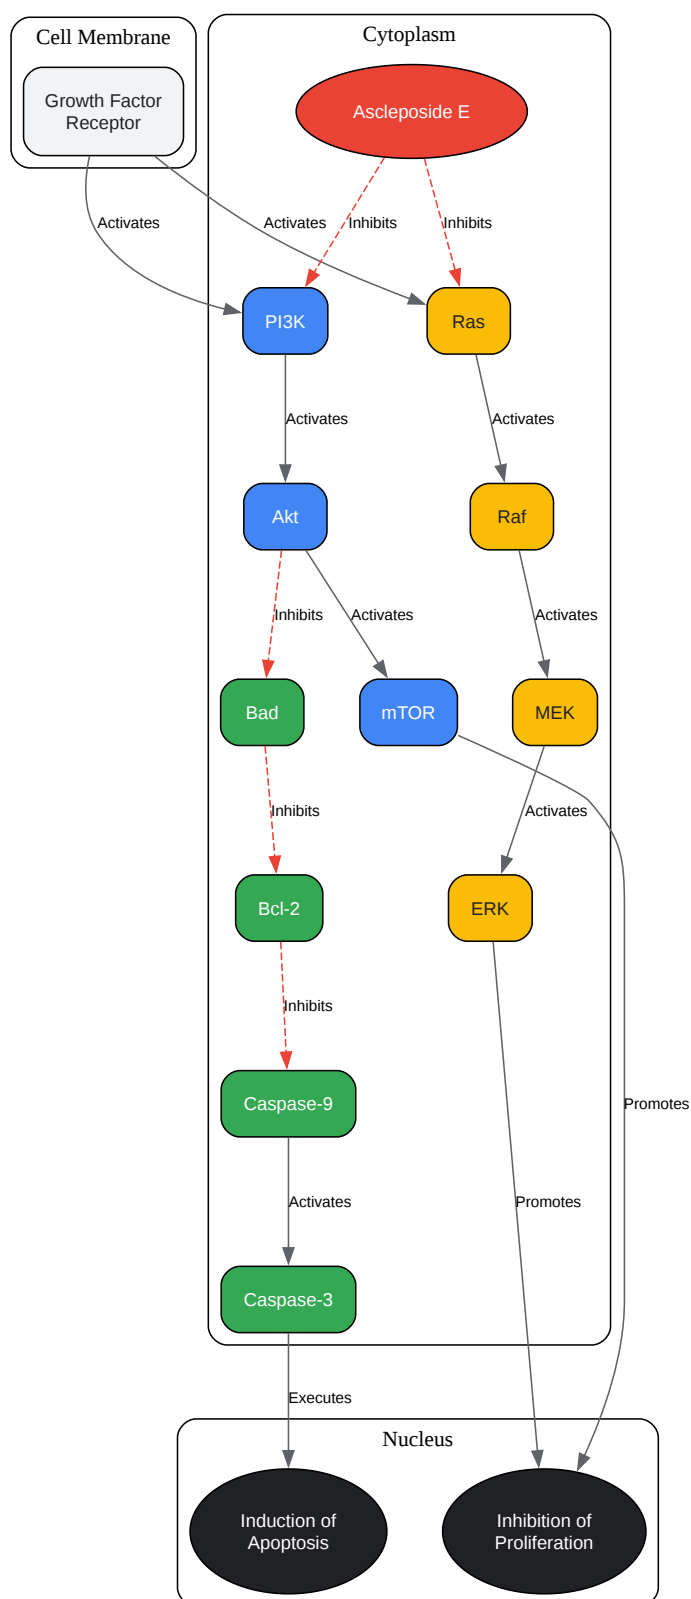 Cell Membrane
Cytoplasm
Growth Factor
Receptor
Ascleposide E
Activates
Activates
Inhibits
Inhibits
PI3K
Ras
Activates
Activates
Akt
Raf
Inhibits
Activates
Activates
Bad
mTOR
MEK
Inhibits
Activates
Bcl-2
ERK
Inhibits
Caspase-9
Promotes
Activates
Promotes
Caspase-3
Executes
Nucleus
Induction of
Apoptosis
Inhibition of
Proliferation